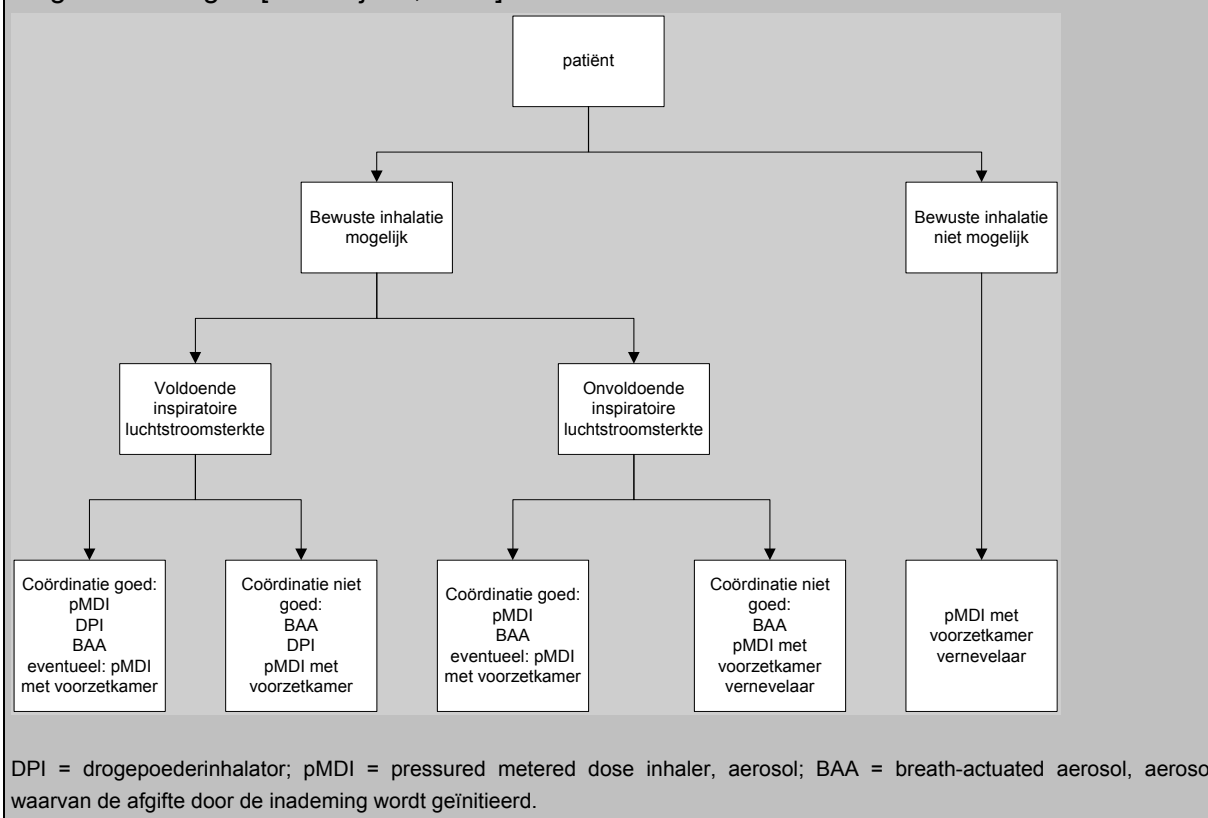 patiënt
Bewuste inhalatie
mogelijk
Bewuste inhalatie
niet mogelijk
Voldoende
inspiratoire
luchtstroomsterkte
Onvoldoende
inspiratoire
luchtstroomsterkte
Coördinatie goed:
pMDI
DPI
BAA
eventueel: pMDI
met voorzetkamer
Coördinatie niet
goed:
BAA
DPI
pMDI met
voorzetkamer
Coördinatie goed:
pMDI
BAA
eventueel: pMDI
met voorzetkamer
Coördinatie niet
goed:
BAA
pMDI met
voorzetkamer
vernevelaar
pMDI met
voorzetkamer
vernevelaar
DPI = drogepoederinhalator; pMDI = pressured metered dose inhaler, aerosol; BAA = breath-actuated aerosol, aeroso
waarvan de afgifte door de inademing wordt geïnitieerd.